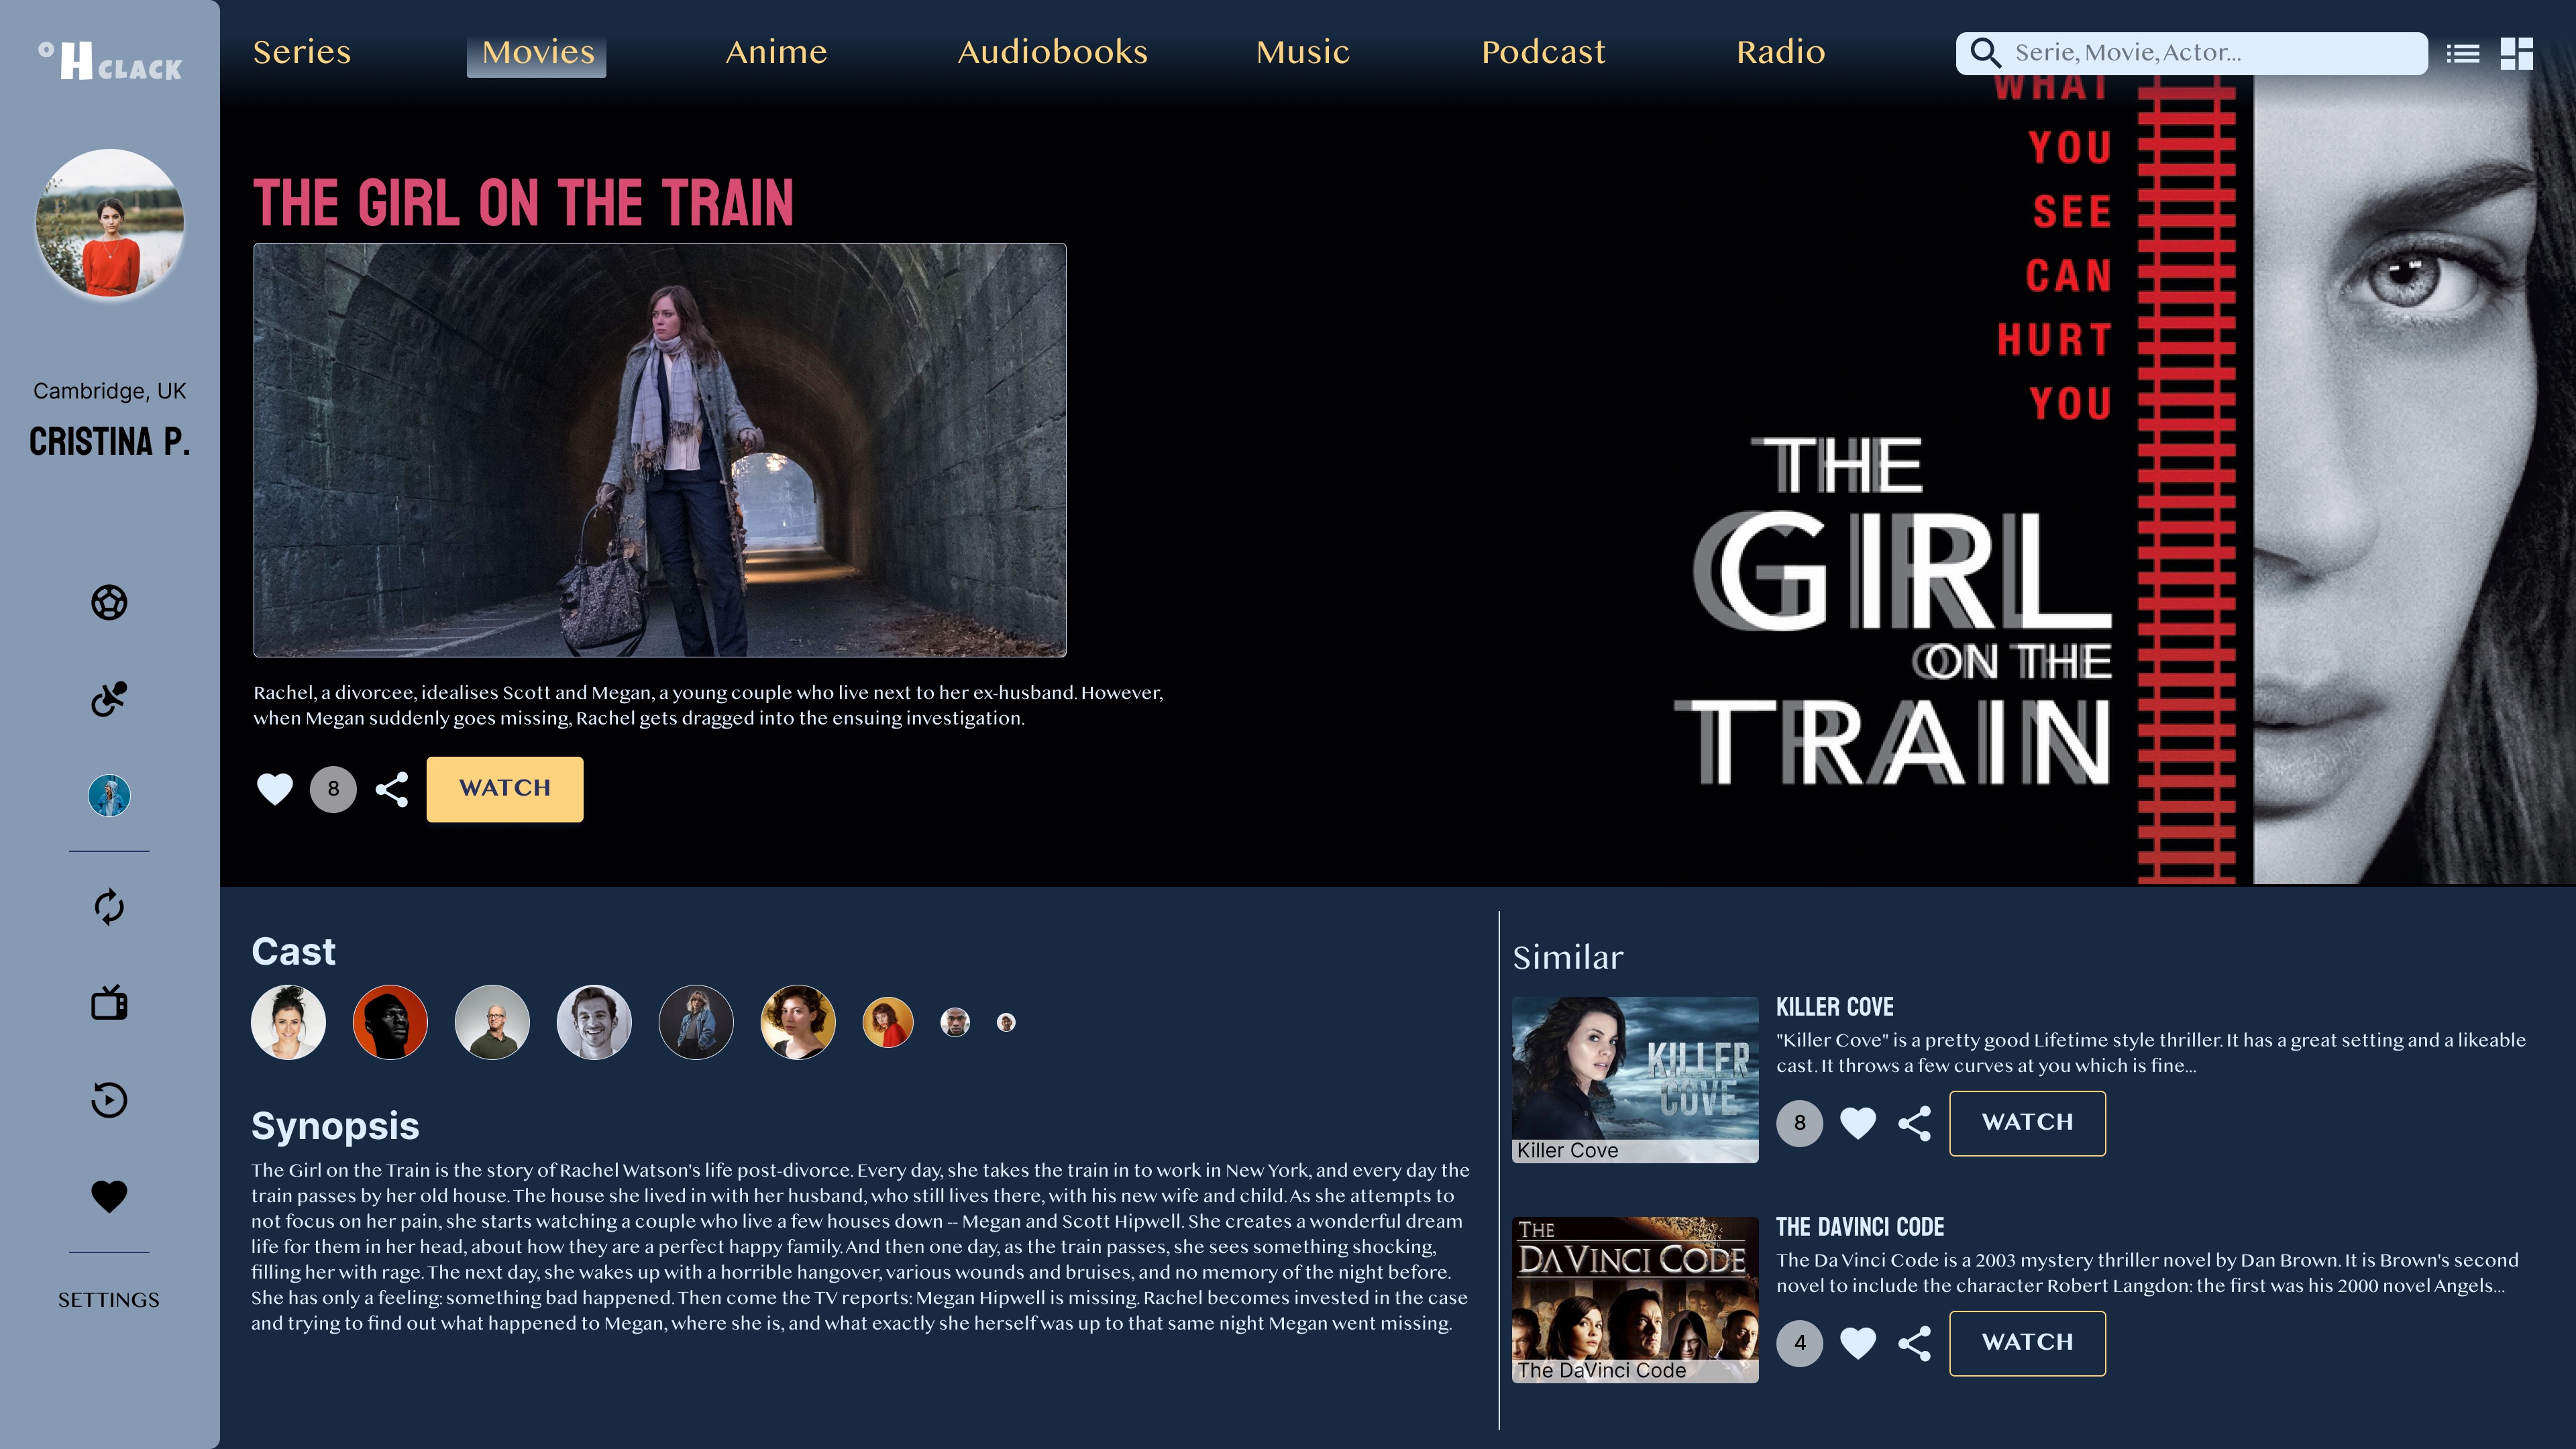 °H CLACK
Series
Movies
Anime
Audiobooks
Music
Podcast
Radio
Serie, Movie, Actor...
Cambridge, UK
CRISTINA P.
SETTINGS
THE GIRL ON THE TRAIN
Rachel, a divorcee, idealises Scott and Megan, a young couple who live next to her ex-husband. However,
when Megan suddenly goes missing, Rachel gets dragged into the ensuing investigation.
8
WATCH
WHAT
YOU
SEE
CAN
HURT
YOU
THE
GIRL
ON THE
TRAIN
Cast
Synopsis
The Girl on the Train is the story of Rachel Watson's life post-divorce. Every day, she takes the train in to work in New York, and every day the
train passes by her old house. The house she lived in with her husband, who still lives there, with his new wife and child. As she attempts to
not focus on her pain, she starts watching a couple who live a few houses down -- Megan and Scott Hipwell. She creates a wonderful dream
life for them in her head, about how they are a perfect happy family. And then one day, as the train passes, she sees something shocking,
filling her with rage. The next day, she wakes up with a horrible hangover, various wounds and bruises, and no memory of the night before.
She has only a feeling: something bad happened. Then come the TV reports: Megan Hipwell is missing. Rachel becomes invested in the case
and trying to find out what happened to Megan, where she is, and what exactly she herself was up to that same night Megan went missing.
Similar
KILLER
COVE
Killer Cove
KILLER COVE
"Killer Cove" is a pretty good Lifetime style thriller. It has a great setting and a likeable
cast. It throws a few curves at you which is fine...
8
WATCH
THE
DA VINCI CODE
The DaVinci Code
THE DAVINCI CODE
The Da Vinci Code is a 2003 mystery thriller novel by Dan Brown. It is Brown's second
novel to include the character Robert Langdon: the first was his 2000 novel Angels...
4
WATCH